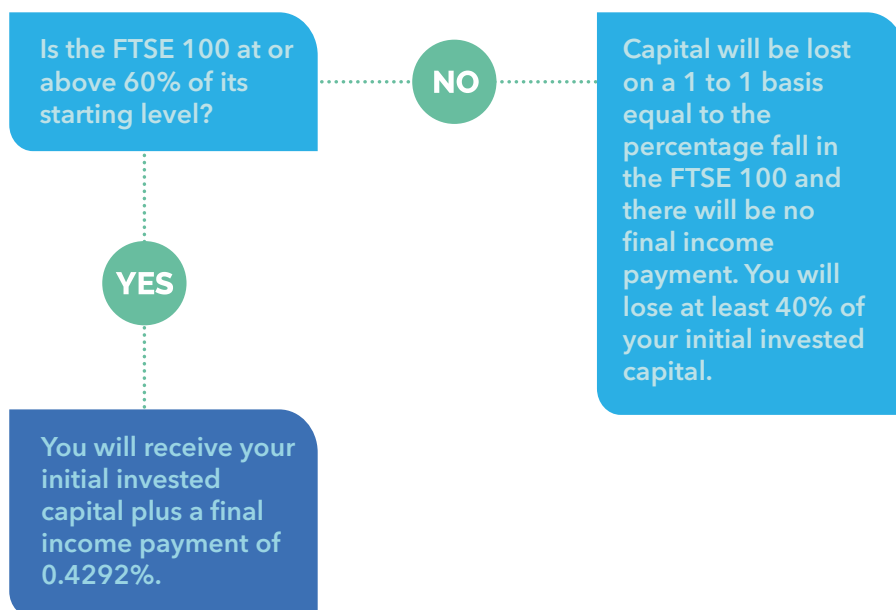 Is the FTSE 100 at or
above 60% of its
starting level?
NO
Capital will be lost
on a 1 to 1 basis
equal to the
percentage fall in
the FTSE 100 and
there will be no
final income
payment. You will
lose at least 40% of
your initial invested
capital.
YES
You will receive your
initial invested
capital plus a final
income payment of
0.4292%.